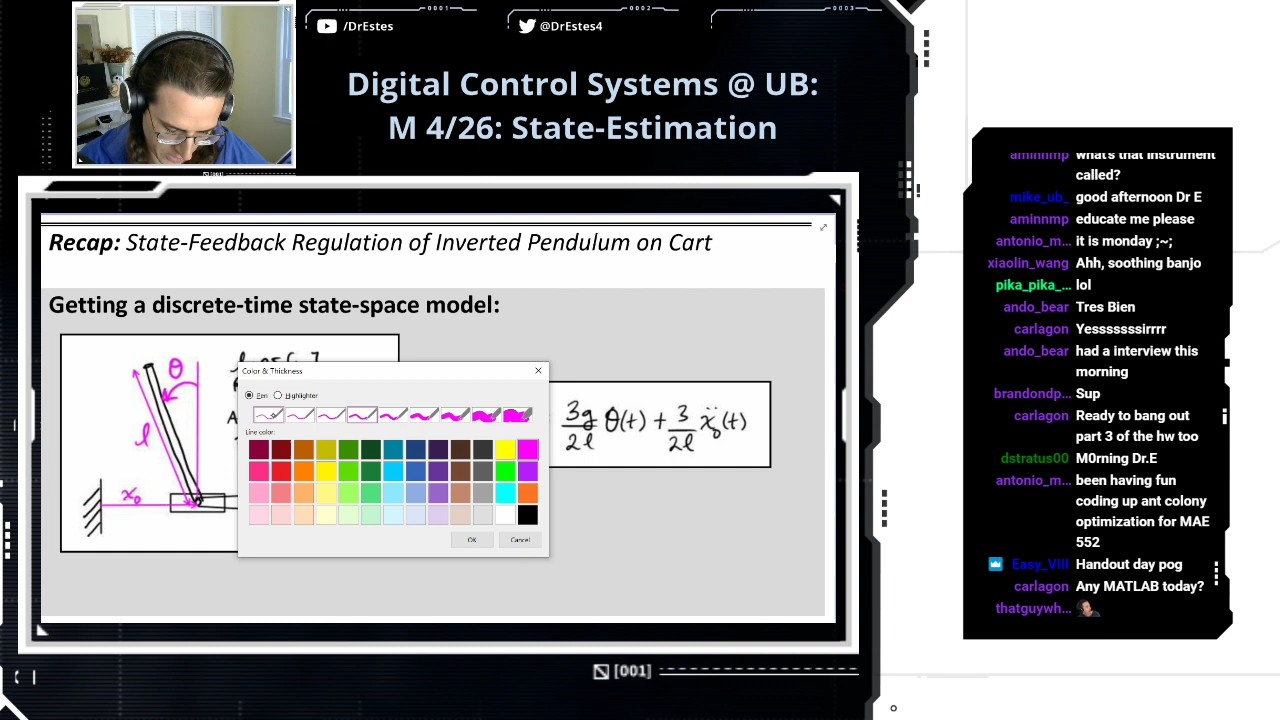 0001
0002
0003
/DrEstes
@DrEstes4
Digital Control Systems @ UB:
M 4/26: State-Estimation
[001]
Recap: State-Feedback Regulation of Inverted Pendulum on Cart
Getting a discrete-time state-space model:
θ
l
x₀
Color & Thickness
Pen
Highlighter
Line color:
OK
Cancel
= 3g/2l θ(t) + 3/2l ẍ₀(t)
[001]
aminnmp what's that instrument
called?
mike_ub_ good afternoon Dr E
aminnmp educate me please
antonio_m... it is monday ;~;
xiaolin_wang Ahh, soothing banjo
pika_pika_... lol
ando_bear Tres Bien
carlagon Yesssssssirrrr
ando_bear had a interview this
morning
brandondp... Sup
carlagon Ready to bang out
part 3 of the hw too
dstratus00 M0rning Dr.E
antonio_m... been having fun
coding up ant colony
optimization for MAE
552
Easy_VIII Handout day pog
carlagon Any MATLAB today?
thatguywh...